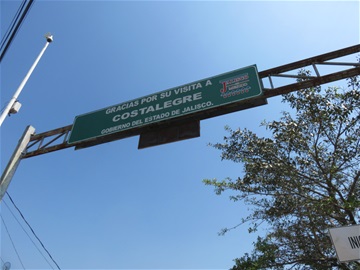 GRACIAS POR SU VISITA A
COSTALEGRE
GOBIERNO DEL ESTADO DE JALISCO.